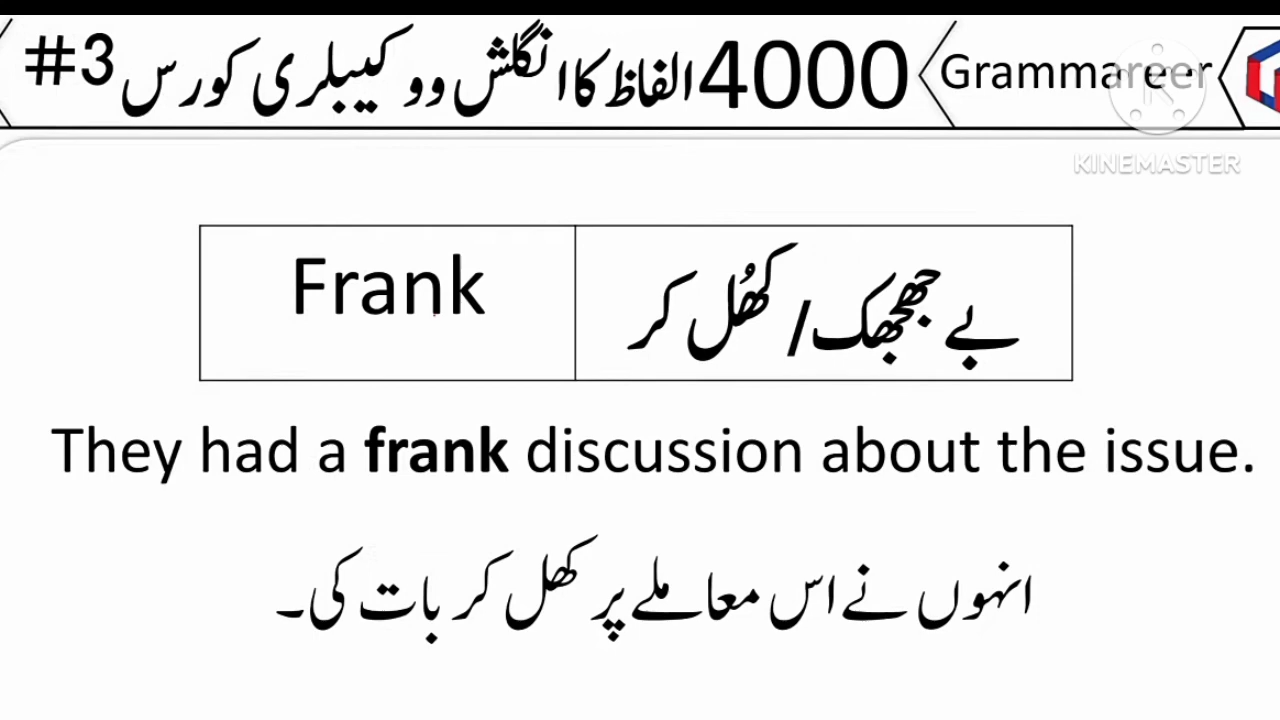 4000 الفاظ کا انگلش ووکیبلری کورس #3
Grammareer
KINEMASTER
Frank
بے جھجھک/ کھُل کر
They had a frank discussion about the issue.
انہوں نے اس معاملے پر کھل کر بات کی۔